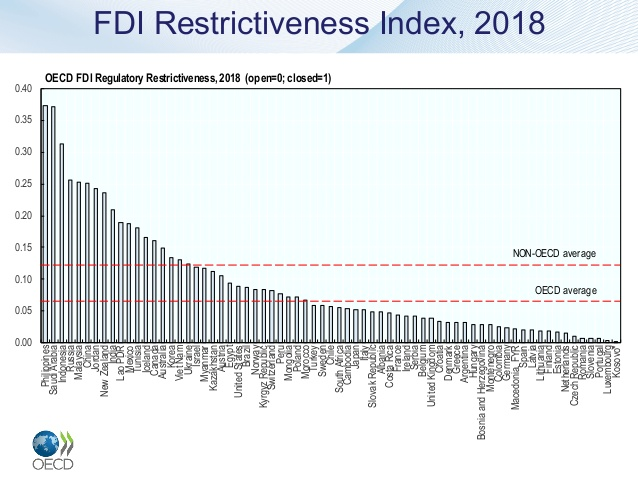 FDI Restrictiveness Index, 2018
OECD FDI Regulatory Restrictiveness, 2018 (open=0; closed=1)
0.40
0.35
0.30
0.25
0.20
0.15
0.10
0.05
0.00
NON-OECD average
OECD average
Philippines
Saudi Arabia
Indonesia
Russia
Malaysia
China
Jordan
New Zealand
India
Lao PDR
Mexico
Tunisia
Iceland
Canada
Australia
Korea
Viet Nam
Ukraine
Israel
Myanmar
Kazakhstan
Austria
Egypt
United States
Brazil
Norway
Kyrgyz Republic
Switzerland
Peru
Mongolia
Poland
Morocco
Turkey
Sweden
Chile
South Africa
Cambodia
Japan
Italy
Slovak Republic
Albania
Costa Rica
France
Ireland
Serbia
Belgium
United Kingdom
Croatia
Denmark
Greece
Argentina
Hungary
Bosnia and Herzegovina
Montenegro
Colombia
Germany
Macedonia, FYR
Spain
Latvia
Lithuania
Finland
Estonia
Netherlands
Czech Republic
Romania
Slovenia
Portugal
Luxembourg
Kosovo*
OECD